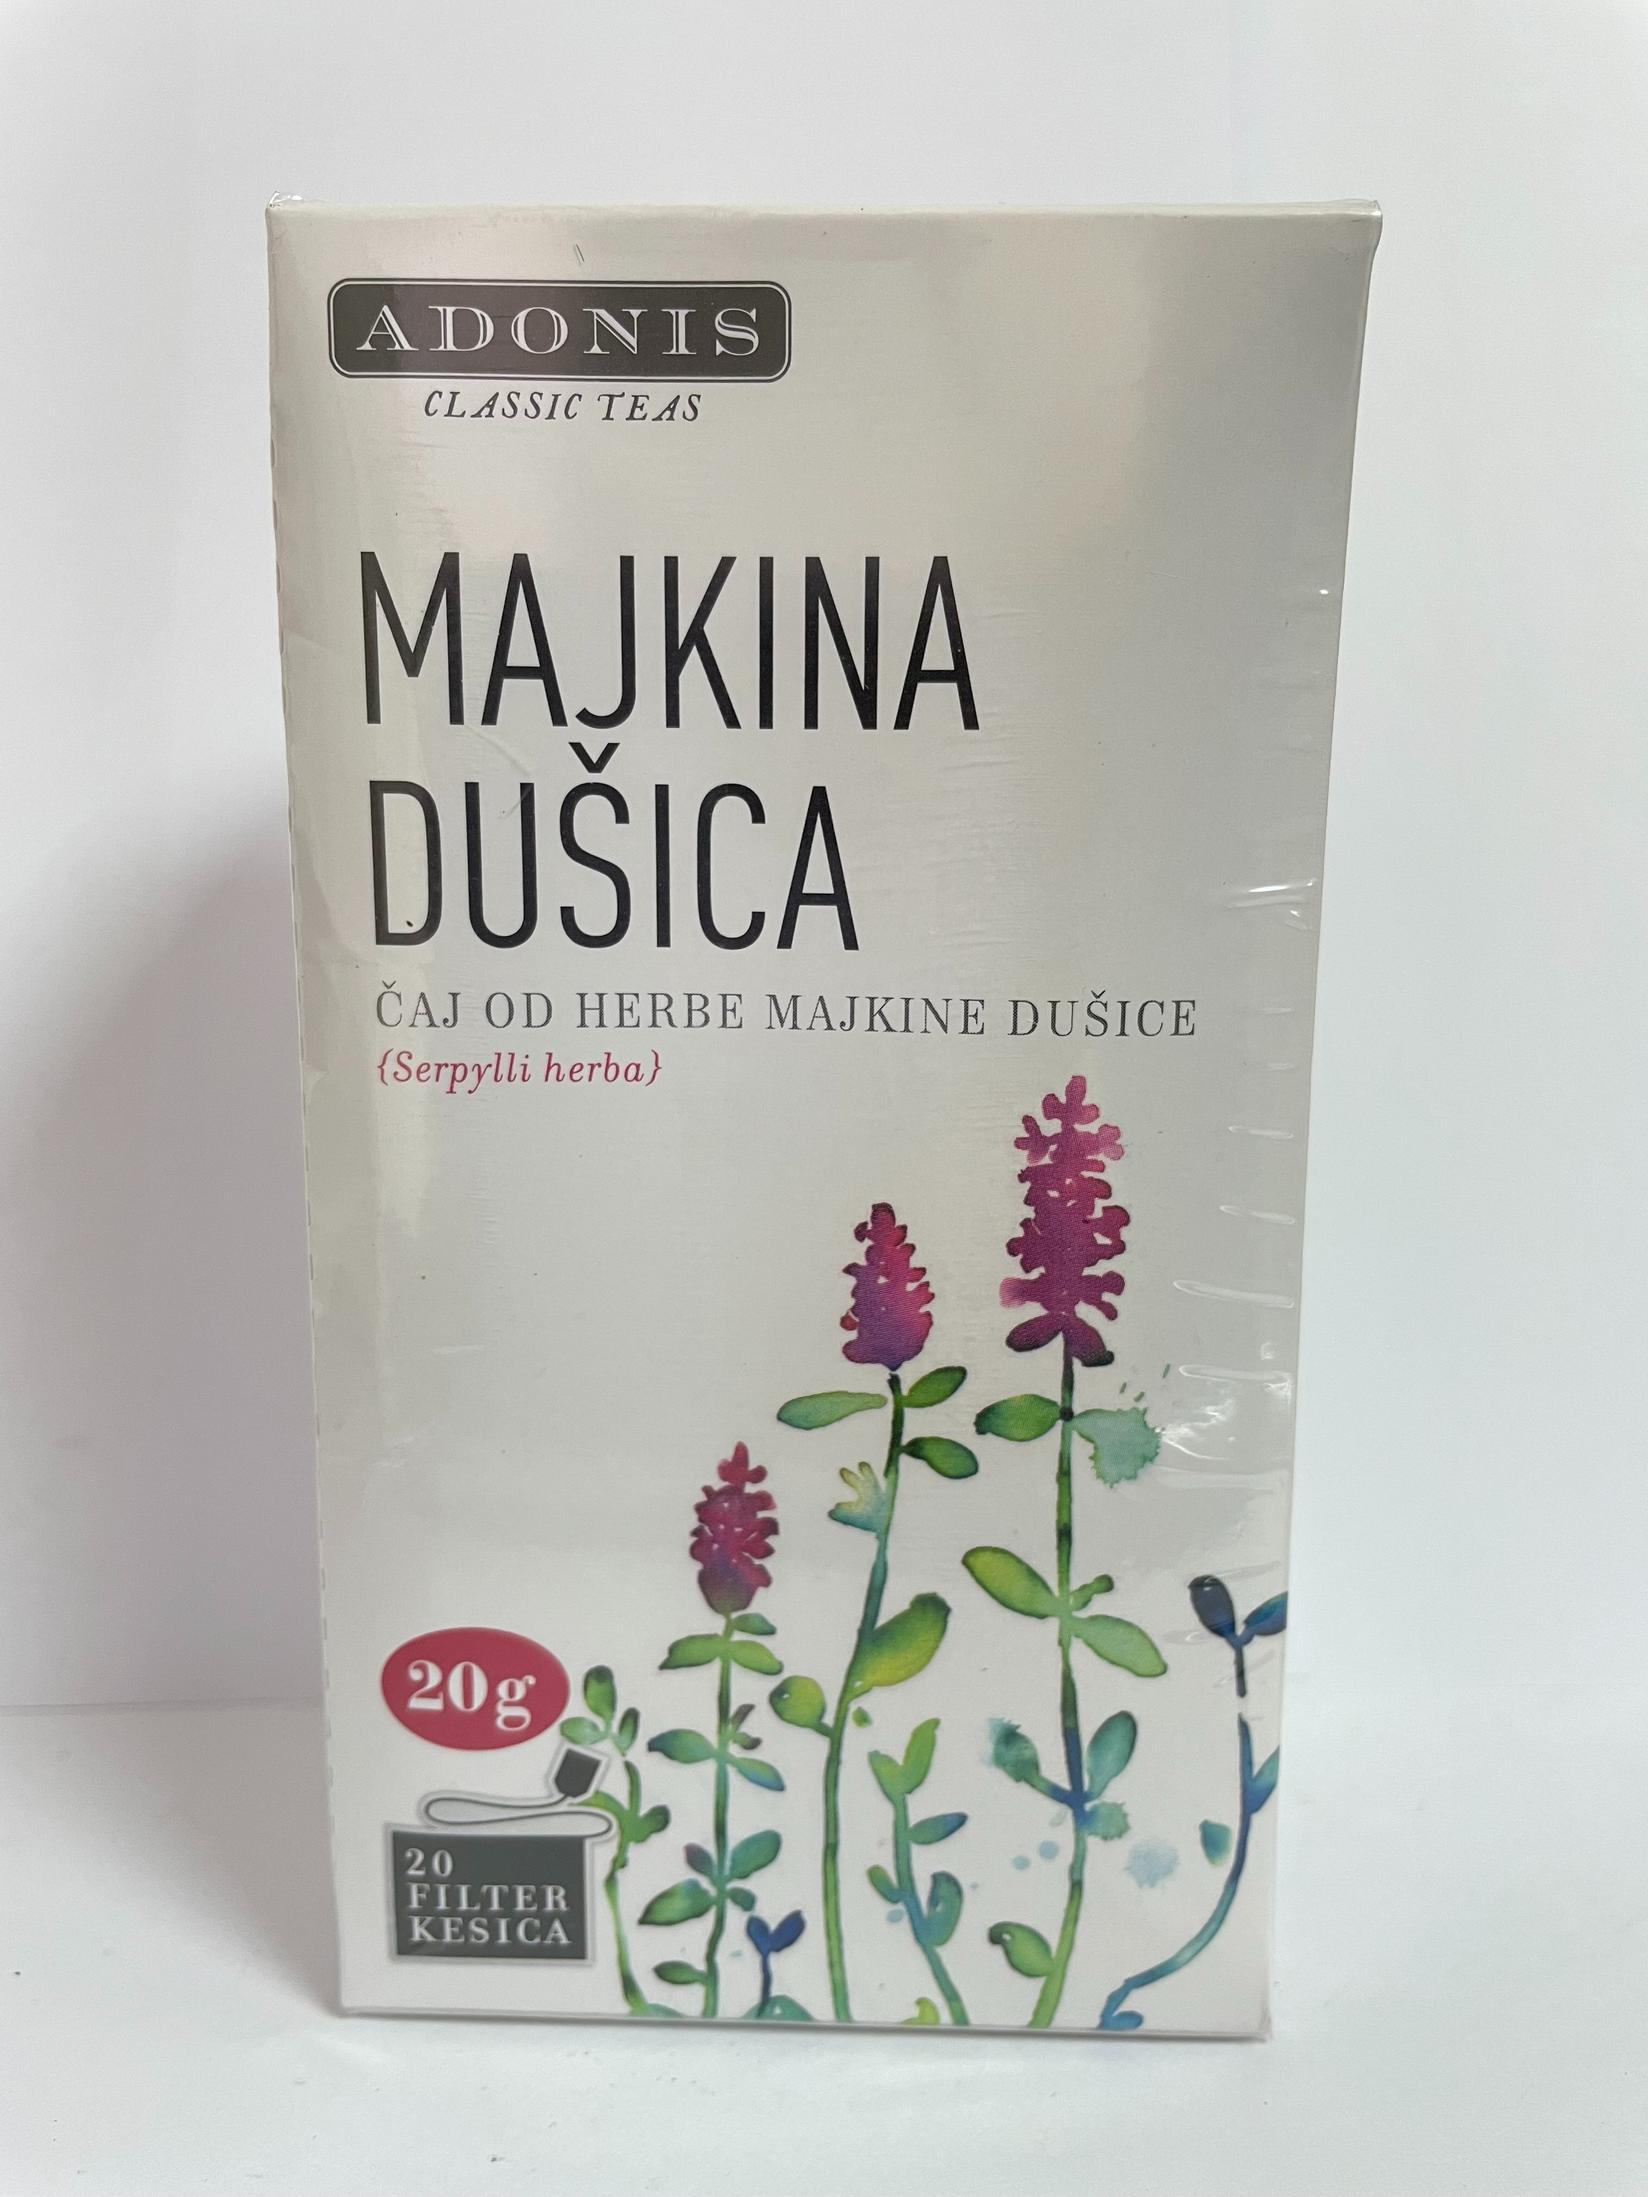 ADONIS
CLASSIC TEAS
MAJKINA
DUŠICA
ČAJ OD HERBE MAJKINE DUŠICE
{Serpylli herba}
20g
20
FILTER
KESICA